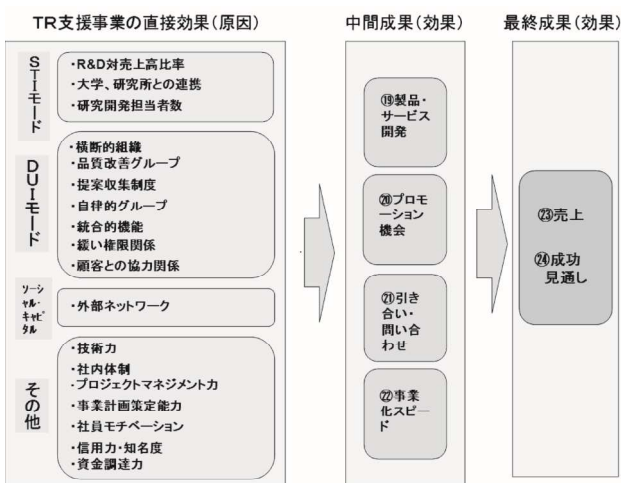 TR支援事業の直接効果(原因)
中間成果(効果)
最終成果(効果)
STIモード
・R&D対売上高比率
・大学、研究所との連携
・研究開発担当者数
DUIモード
・横断的組織
・品質改善グループ
・提案収集制度
・自律的グループ
・統合的機能
・緩い権限関係
・顧客との協力関係
ソーシ
ャル・
キャピ
タル
・外部ネットワーク
その他
・技術力
・社内体制
・プロジェクトマネジメント力
・事業計画策定能力
・社員モチベーション
・信用力・知名度
・資金調達力
⑲製品・
サービス
開発
⑳プロモ
ーション
機会
㉑引き
合い・
問い合
わせ
㉒事業
化スピー
ド
㉓売上
㉔成功
見通し